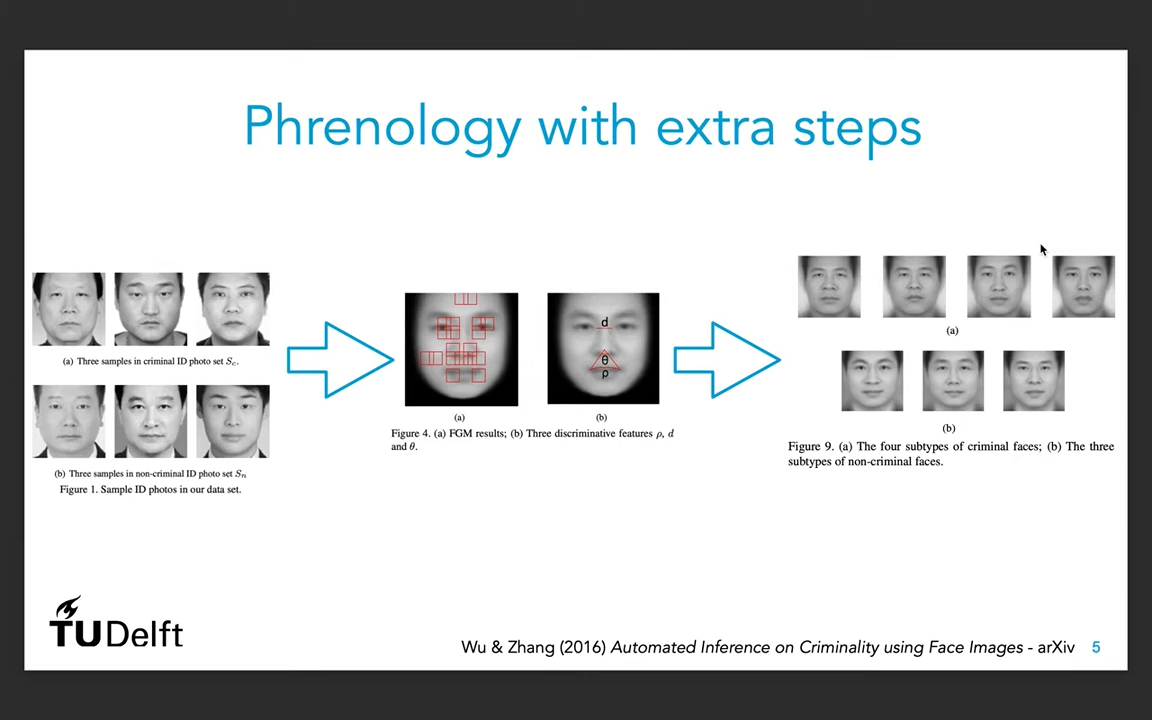 Phrenology with extra steps
(a) Three samples in criminal ID photo set Sc.
(b) Three samples in non-criminal ID photo set Sn
Figure 1. Sample ID photos in our data set.
d
θ
ρ
(a)
(b)
Figure 4. (a) FGM results; (b) Three discriminative features ρ, d
and θ.
(a)
(b)
Figure 9. (a) The four subtypes of criminal faces; (b) The three
subtypes of non-criminal faces.
TUDelft
Wu & Zhang (2016) Automated Inference on Criminality using Face Images - arXiv 5